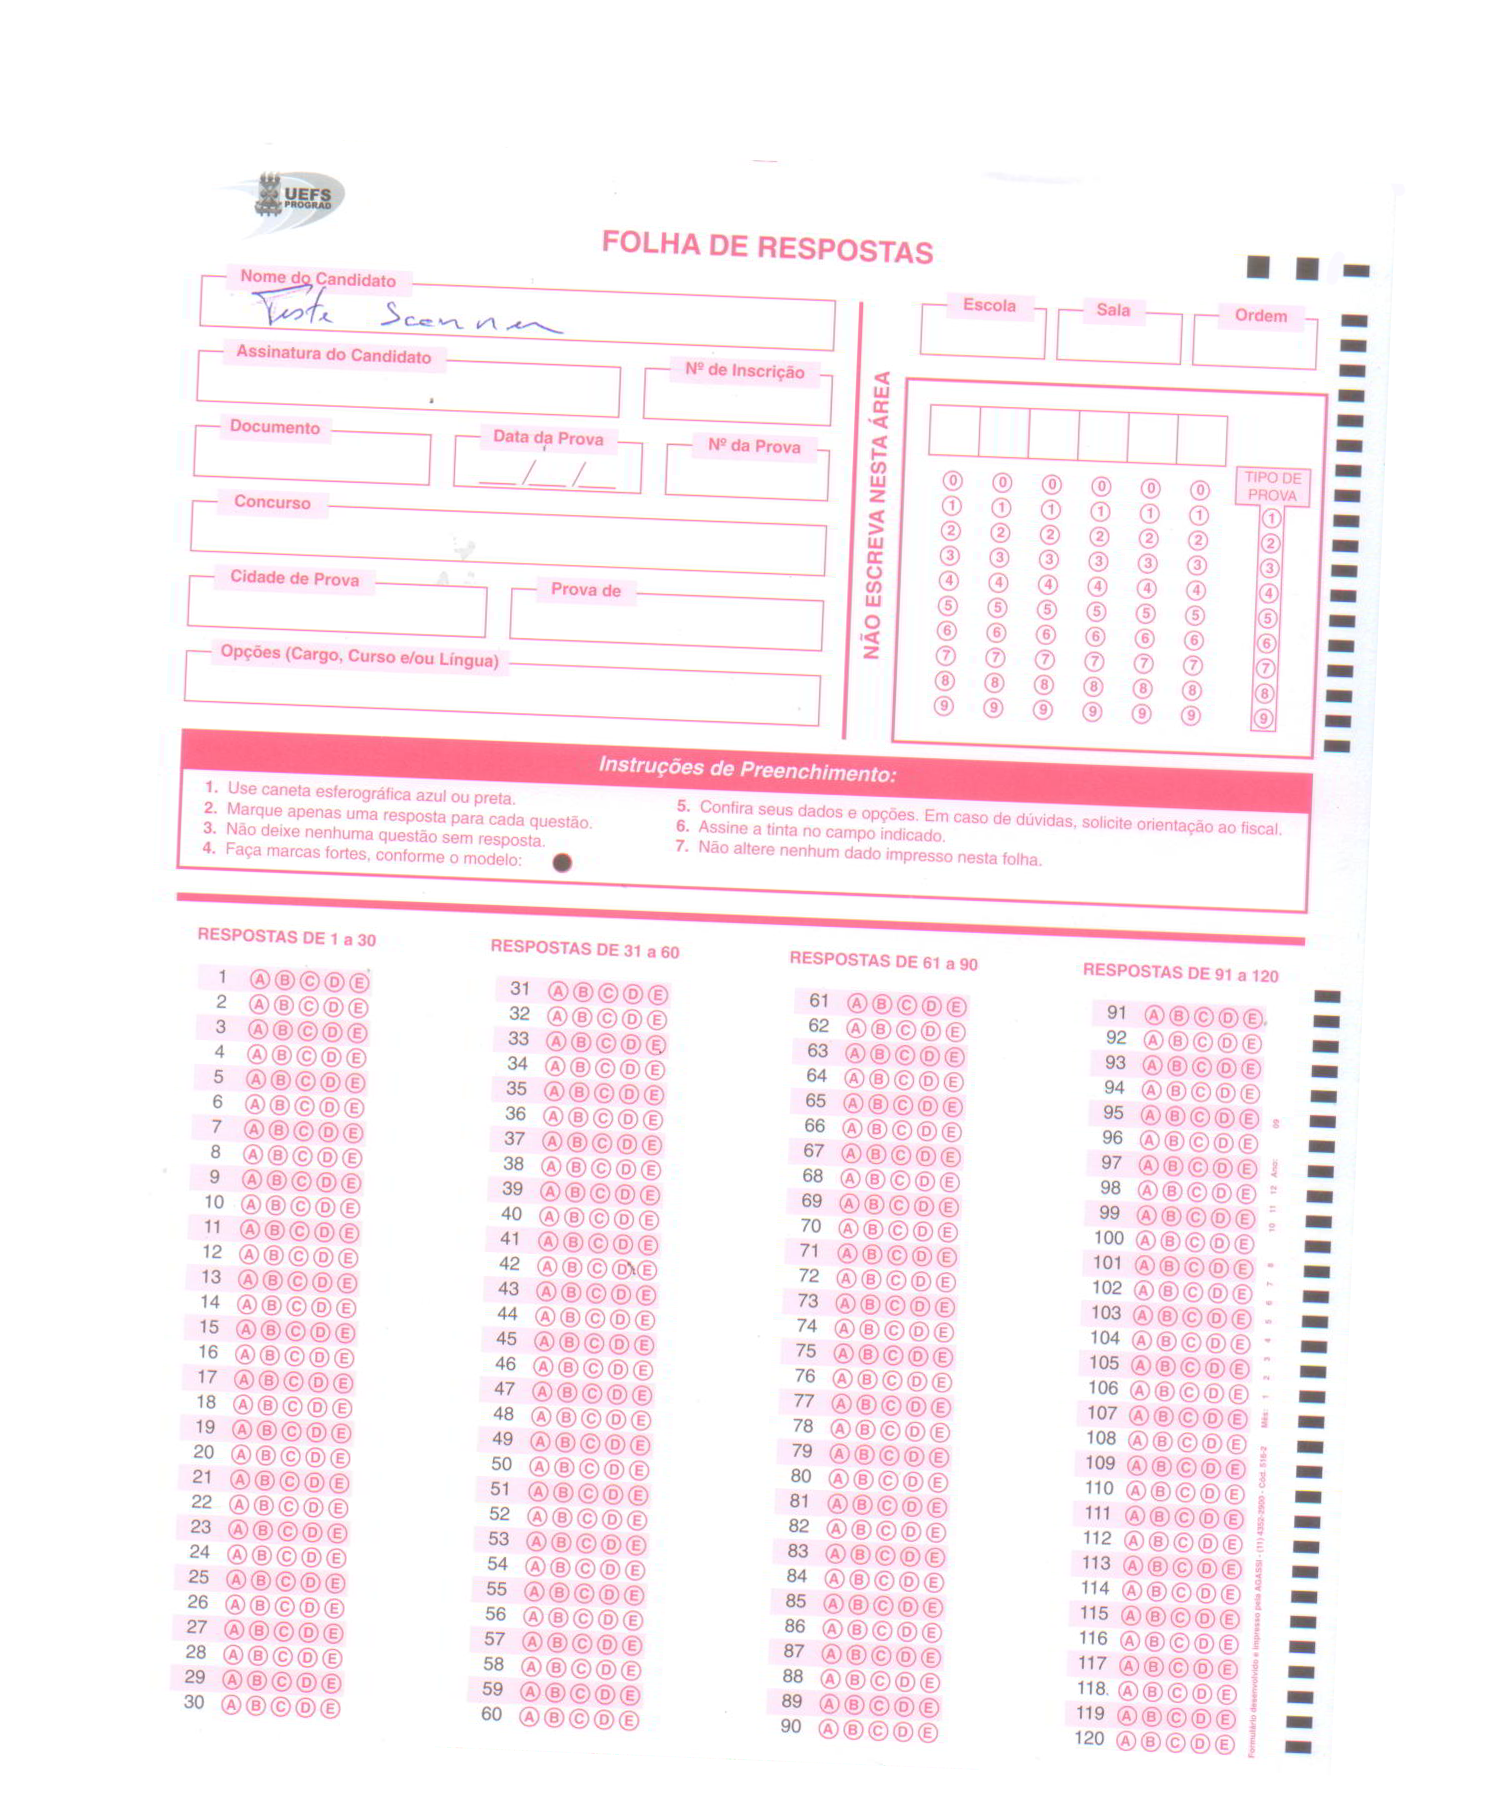 UEFS
PROGRAD
FOLHA DE RESPOSTAS
Nome do Candidato
Teste Scanner
Assinatura do Candidato
Nº de Inscrição
Documento
Data da Prova
__/__/__
Nº da Prova
Concurso
Cidade de Prova
Prova de
Opções (Cargo, Curso e/ou Língua)
NÃO ESCREVA NESTA ÁREA
Escola
Sala
Ordem
TIPO DE
PROVA
0 0 0 0 0 0
1 1 1 1 1 1 1
2 2 2 2 2 2 2
3 3 3 3 3 3 3
4 4 4 4 4 4 4
5 5 5 5 5 5 5
6 6 6 6 6 6 6
7 7 7 7 7 7 7
8 8 8 8 8 8 8
9 9 9 9 9 9 9
Instruções de Preenchimento:
1. Use caneta esferográfica azul ou preta.
2. Marque apenas uma resposta para cada questão.
3. Não deixe nenhuma questão sem resposta.
4. Faça marcas fortes, conforme o modelo:
5. Confira seus dados e opções. Em caso de dúvidas, solicite orientação ao fiscal.
6. Assine a tinta no campo indicado.
7. Não altere nenhum dado impresso nesta folha.
RESPOSTAS DE 1 a 30
1 A B C D E
2 A B C D E
3 A B C D E
4 A B C D E
5 A B C D E
6 A B C D E
7 A B C D E
8 A B C D E
9 A B C D E
10 A B C D E
11 A B C D E
12 A B C D E
13 A B C D E
14 A B C D E
15 A B C D E
16 A B C D E
17 A B C D E
18 A B C D E
19 A B C D E
20 A B C D E
21 A B C D E
22 A B C D E
23 A B C D E
24 A B C D E
25 A B C D E
26 A B C D E
27 A B C D E
28 A B C D E
29 A B C D E
30 A B C D E
RESPOSTAS DE 31 a 60
31 A B C D E
32 A B C D E
33 A B C D E
34 A B C D E
35 A B C D E
36 A B C D E
37 A B C D E
38 A B C D E
39 A B C D E
40 A B C D E
41 A B C D E
42 A B C D E
43 A B C D E
44 A B C D E
45 A B C D E
46 A B C D E
47 A B C D E
48 A B C D E
49 A B C D E
50 A B C D E
51 A B C D E
52 A B C D E
53 A B C D E
54 A B C D E
55 A B C D E
56 A B C D E
57 A B C D E
58 A B C D E
59 A B C D E
60 A B C D E
RESPOSTAS DE 61 a 90
61 A B C D E
62 A B C D E
63 A B C D E
64 A B C D E
65 A B C D E
66 A B C D E
67 A B C D E
68 A B C D E
69 A B C D E
70 A B C D E
71 A B C D E
72 A B C D E
73 A B C D E
74 A B C D E
75 A B C D E
76 A B C D E
77 A B C D E
78 A B C D E
79 A B C D E
80 A B C D E
81 A B C D E
82 A B C D E
83 A B C D E
84 A B C D E
85 A B C D E
86 A B C D E
87 A B C D E
88 A B C D E
89 A B C D E
90 A B C D E
RESPOSTAS DE 91 a 120
91 A B C D E
92 A B C D E
93 A B C D E
94 A B C D E
95 A B C D E
96 A B C D E
97 A B C D E
98 A B C D E
99 A B C D E
100 A B C D E
101 A B C D E
102 A B C D E
103 A B C D E
104 A B C D E
105 A B C D E
106 A B C D E
107 A B C D E
108 A B C D E
109 A B C D E
110 A B C D E
111 A B C D E
112 A B C D E
113 A B C D E
114 A B C D E
115 A B C D E
116 A B C D E
117 A B C D E
118 A B C D E
119 A B C D E
120 A B C D E
Formulário desenvolvido e impresso pela AGASSI - (11) 4352-2500 - Cód. 516-2 Mês: 1 2 3 4 5 6 7 8 10 11 12 Ano: 09